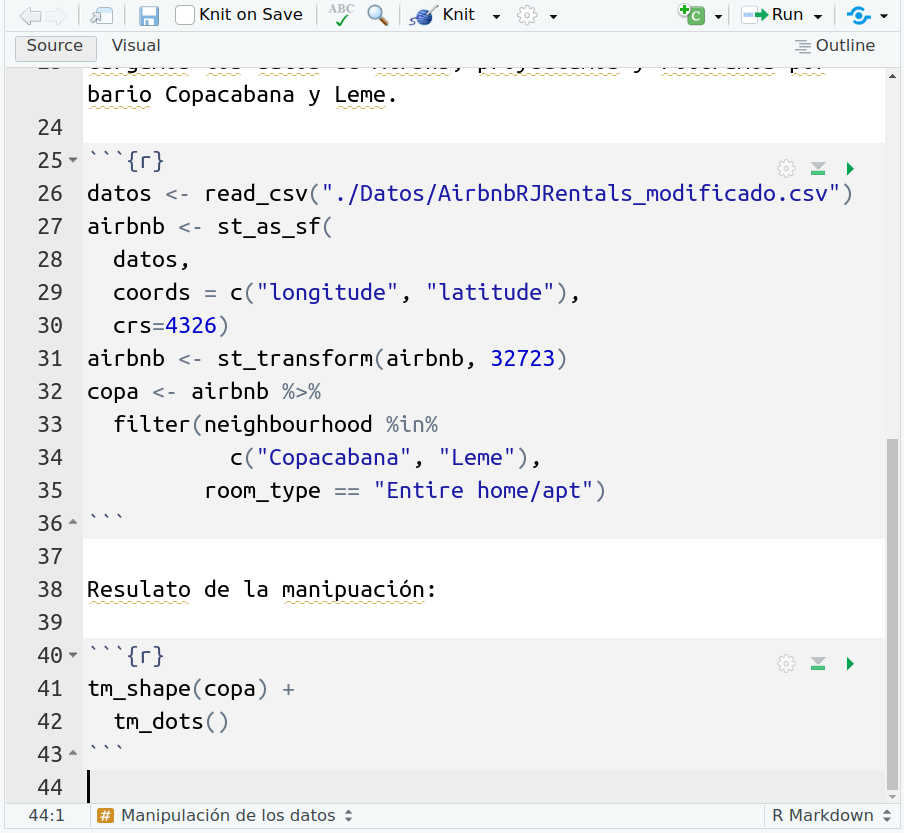 Knit on Save ABC Knit Run
Source Visual Outline
bario Copacabana y Leme.
24
25 ```{r}
26 datos <- read_csv("./Datos/AirbnbRJRentals_modificado.csv")
27 airbnb <- st_as_sf(
28   datos,
29   coords = c("longitude", "latitude"),
30   crs=4326)
31 airbnb <- st_transform(airbnb, 32723)
32 copa <- airbnb %>%
33   filter(neighbourhood %in%
34            c("Copacabana", "Leme"),
35          room_type == "Entire home/apt")
36 ```
37
38 Resulato de la manipuación:
39
40 ```{r}
41 tm_shape(copa) +
42   tm_dots()
43 ```
44
44:1 # Manipulación de los datos R Markdown